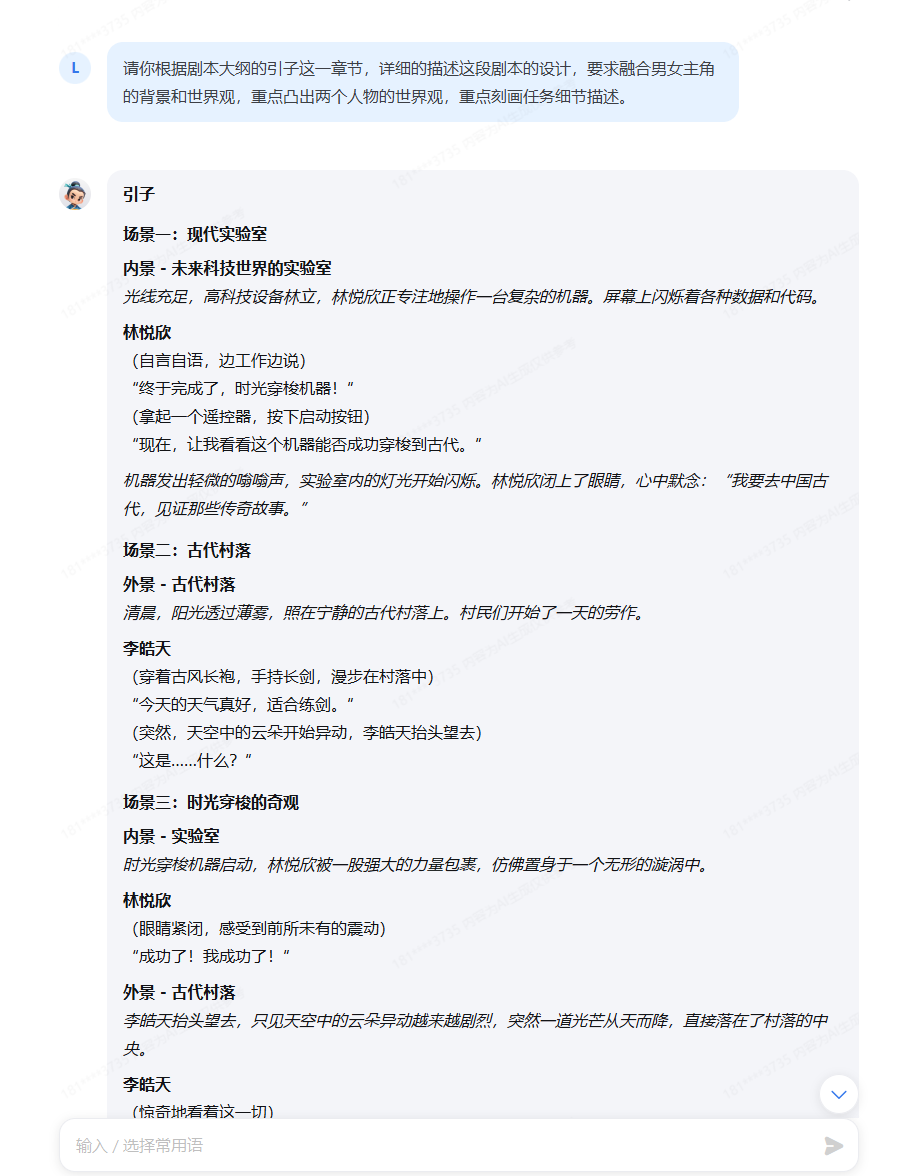 L
请你根据剧本大纲的引子这一章节，详细的描述这段剧本的设计，要求融合男女主角
的背景和世界观，重点凸出两个人物的世界观，重点刻画任务细节描述。
引子
场景一：现代实验室
内景 - 未来科技世界的实验室
光线充足，高科技设备林立，林悦欣正专注地操作一台复杂的机器。屏幕上闪烁着各种数据和代码。
林悦欣
（自言自语，边工作边说）
“终于完成了，时光穿梭机器！”
（拿起一个遥控器，按下启动按钮）
“现在，让我看看这个机器能否成功穿梭到古代。”
机器发出轻微的嗡嗡声，实验室内的灯光开始闪烁。林悦欣闭上了眼睛，心中默念：“我要去中国古
代，见证那些传奇故事。”
场景二：古代村落
外景 - 古代村落
清晨，阳光透过薄雾，照在宁静的古代村落上。村民们开始了一天的劳作。
李皓天
（穿着古风长袍，手持长剑，漫步在村落中）
“今天的天气真好，适合练剑。”
（突然，天空中的云朵开始异动，李皓天抬头望去）
“这是……什么？”
场景三：时光穿梭的奇观
内景 - 实验室
时光穿梭机器启动，林悦欣被一股强大的力量包裹，仿佛置身于一个无形的漩涡中。
林悦欣
（眼睛紧闭，感受到前所未有的震动）
“成功了！我成功了！”
外景 - 古代村落
李皓天抬头望去，只见天空中的云朵异动越来越剧烈，突然一道光芒从天而降，直接落在了村落的中
央。
李皓天
（惊奇地看着这一切）
输入 / 选择常用语